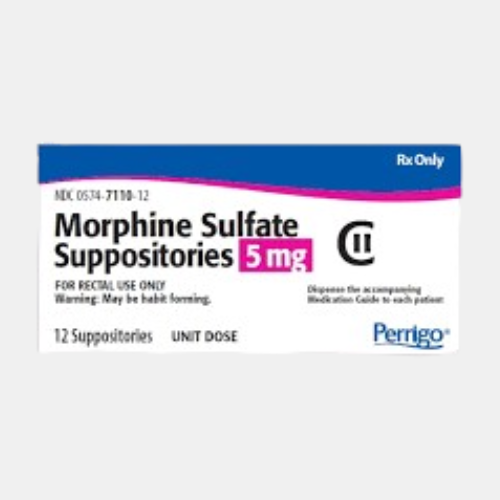 Rx Only
NDC 0574-7110-12
Morphine Sulfate
Suppositories 5 mg
CII
FOR RECTAL USE ONLY
Warning: May be habit forming.
Dispense the accompanying
Medication Guide to each patient
12 Suppositories UNIT DOSE
Perrigo®